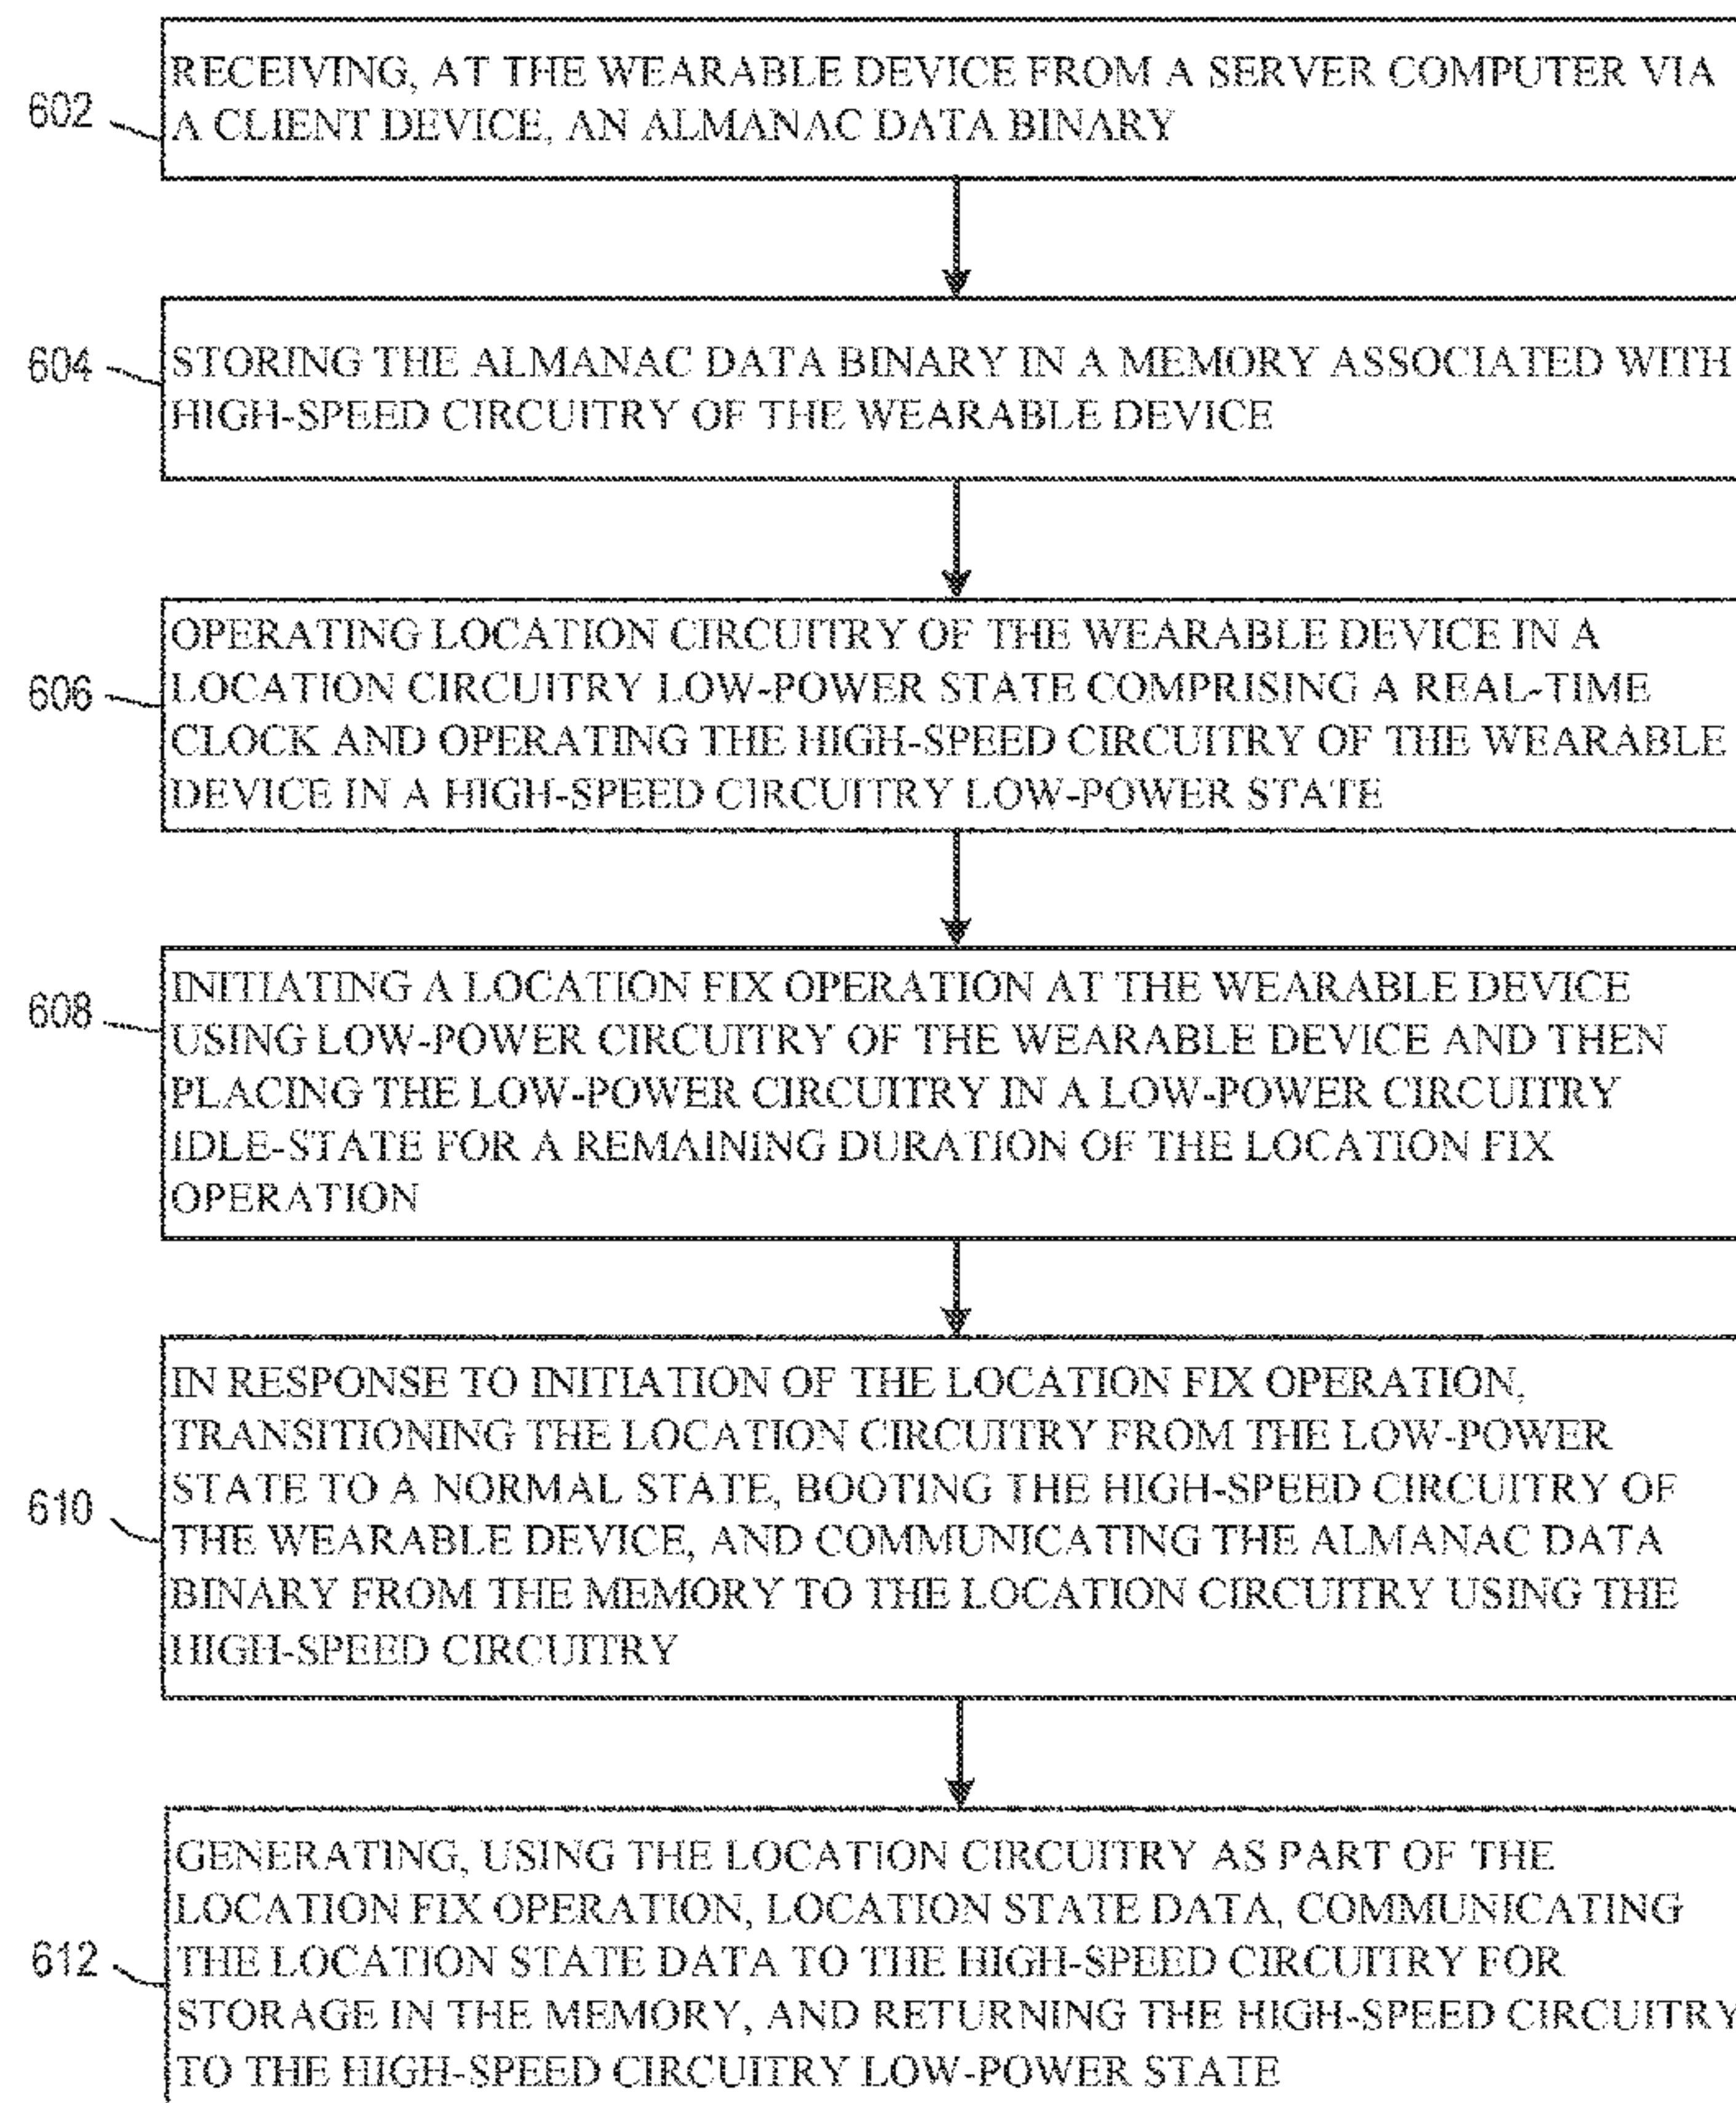 RECEIVING, AT THE WEARABLE DEVICE FROM A SERVER COMPUTER VIA
602
A CLIENT DEVICE, AN ALMANAC DATA BINARY
604
STORING THE ALMANAC DATA BINARY IN A MEMORY ASSOCIATED WITH
HIGH-SPEED CIRCUITRY OF THE WEARABLE DEVICE
OPERATING LOCATION CIRCUITRY OF THE WEARABLE DEVICE IN A
606
LOCATION CIRCUITRY LOW-POWER STATE COMPRISING A REAL-TIME
CLOCK AND OPERATING THE HIGH-SPEED CIRCUITRY OF THE WEARABLE
DEVICE IN A HIGH-SPEED CIRCUITRY LOW-POWER STATE
INITIATING A LOCATION FIX OPERATION AT THE WEARABLE DEVICE
608
USING LOW-POWER CIRCUITRY OF THE WEARABLE DEVICE AND THEN
PLACING THE LOW-POWER CIRCUITRY IN A LOW-POWER CIRCUITRY
IDLE-STATE FOR A REMAINING DURATION OF THE LOCATION FIX
OPERATION
IN RESPONSE TO INITIATION OF THE LOCATION FIX OPERATION,
TRANSITIONING THE LOCATION CIRCUITRY FROM THE LOW-POWER
STATE TO A NORMAL STATE, BOOTING THE HIGH-SPEED CIRCUITRY OF
610
THE WEARABLE DEVICE, AND COMMUNICATING THE ALMANAC DATA
BINARY FROM THE MEMORY TO THE LOCATION CIRCUITRY USING THE
HIGH-SPEED CIRCUITRY
GENERATING, USING THE LOCATION CIRCUITRY AS PART OF THE
LOCATION FIX OPERATION, LOCATION STATE DATA, COMMUNICATING
612
THE LOCATION STATE DATA TO THE HIGH-SPEED CIRCUITRY FOR
STORAGE IN THE MEMORY, AND RETURNING THE HIGH-SPEED CIRCUITRY
TO THE HIGH-SPEED CIRCUITRY LOW-POWER STATE